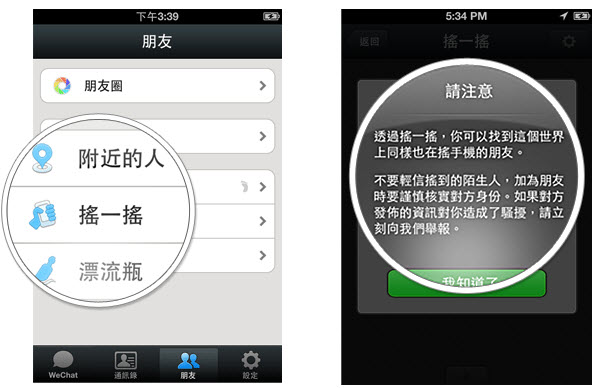 下午3:39
朋友
朋友圈
附近的人
搖一搖
漂流瓶
WeChat
通訊錄
朋友
設定
5:34 PM
返回
搖一搖
請注意
透過搖一搖，你可以找到這個世界
上同樣也在搖手機的朋友。
不要輕信搖到的陌生人，加為朋友
時要謹慎核實對方身份。如果對方
發佈的資訊對你造成了騷擾，請立
刻向我們舉報。
我知道了